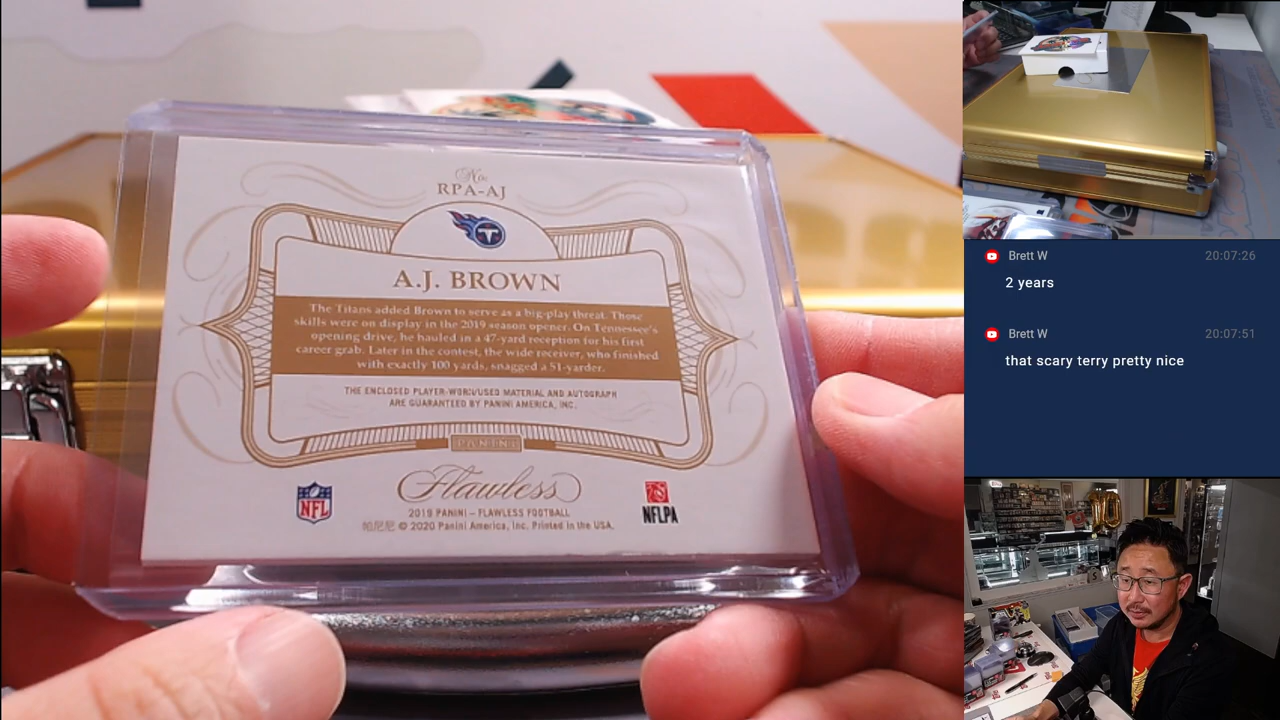 No.
RPA-AJ
A.J. BROWN
The Titans added Brown to serve as a big-play threat. Those
skills were on display in the 2019 season opener. On Tennessee's
opening drive, he hauled in a 47-yard reception for his first
career grab. Later in the contest, the wide receiver, who finished
with exactly 100 yards, snagged a 51-yarder.
THE ENCLOSED PLAYER-WORN/USED MATERIAL AND AUTOGRAPH
ARE GUARANTEED BY PANINI AMERICA, INC.
PANINI
Flawless
NFL
NFLPA
2019 PANINI – FLAWLESS FOOTBALL
帕尼尼 © 2020 Panini America, Inc. Printed in the USA.
Brett W 20:07:26
2 years
Brett W 20:07:51
that scary terry pretty nice